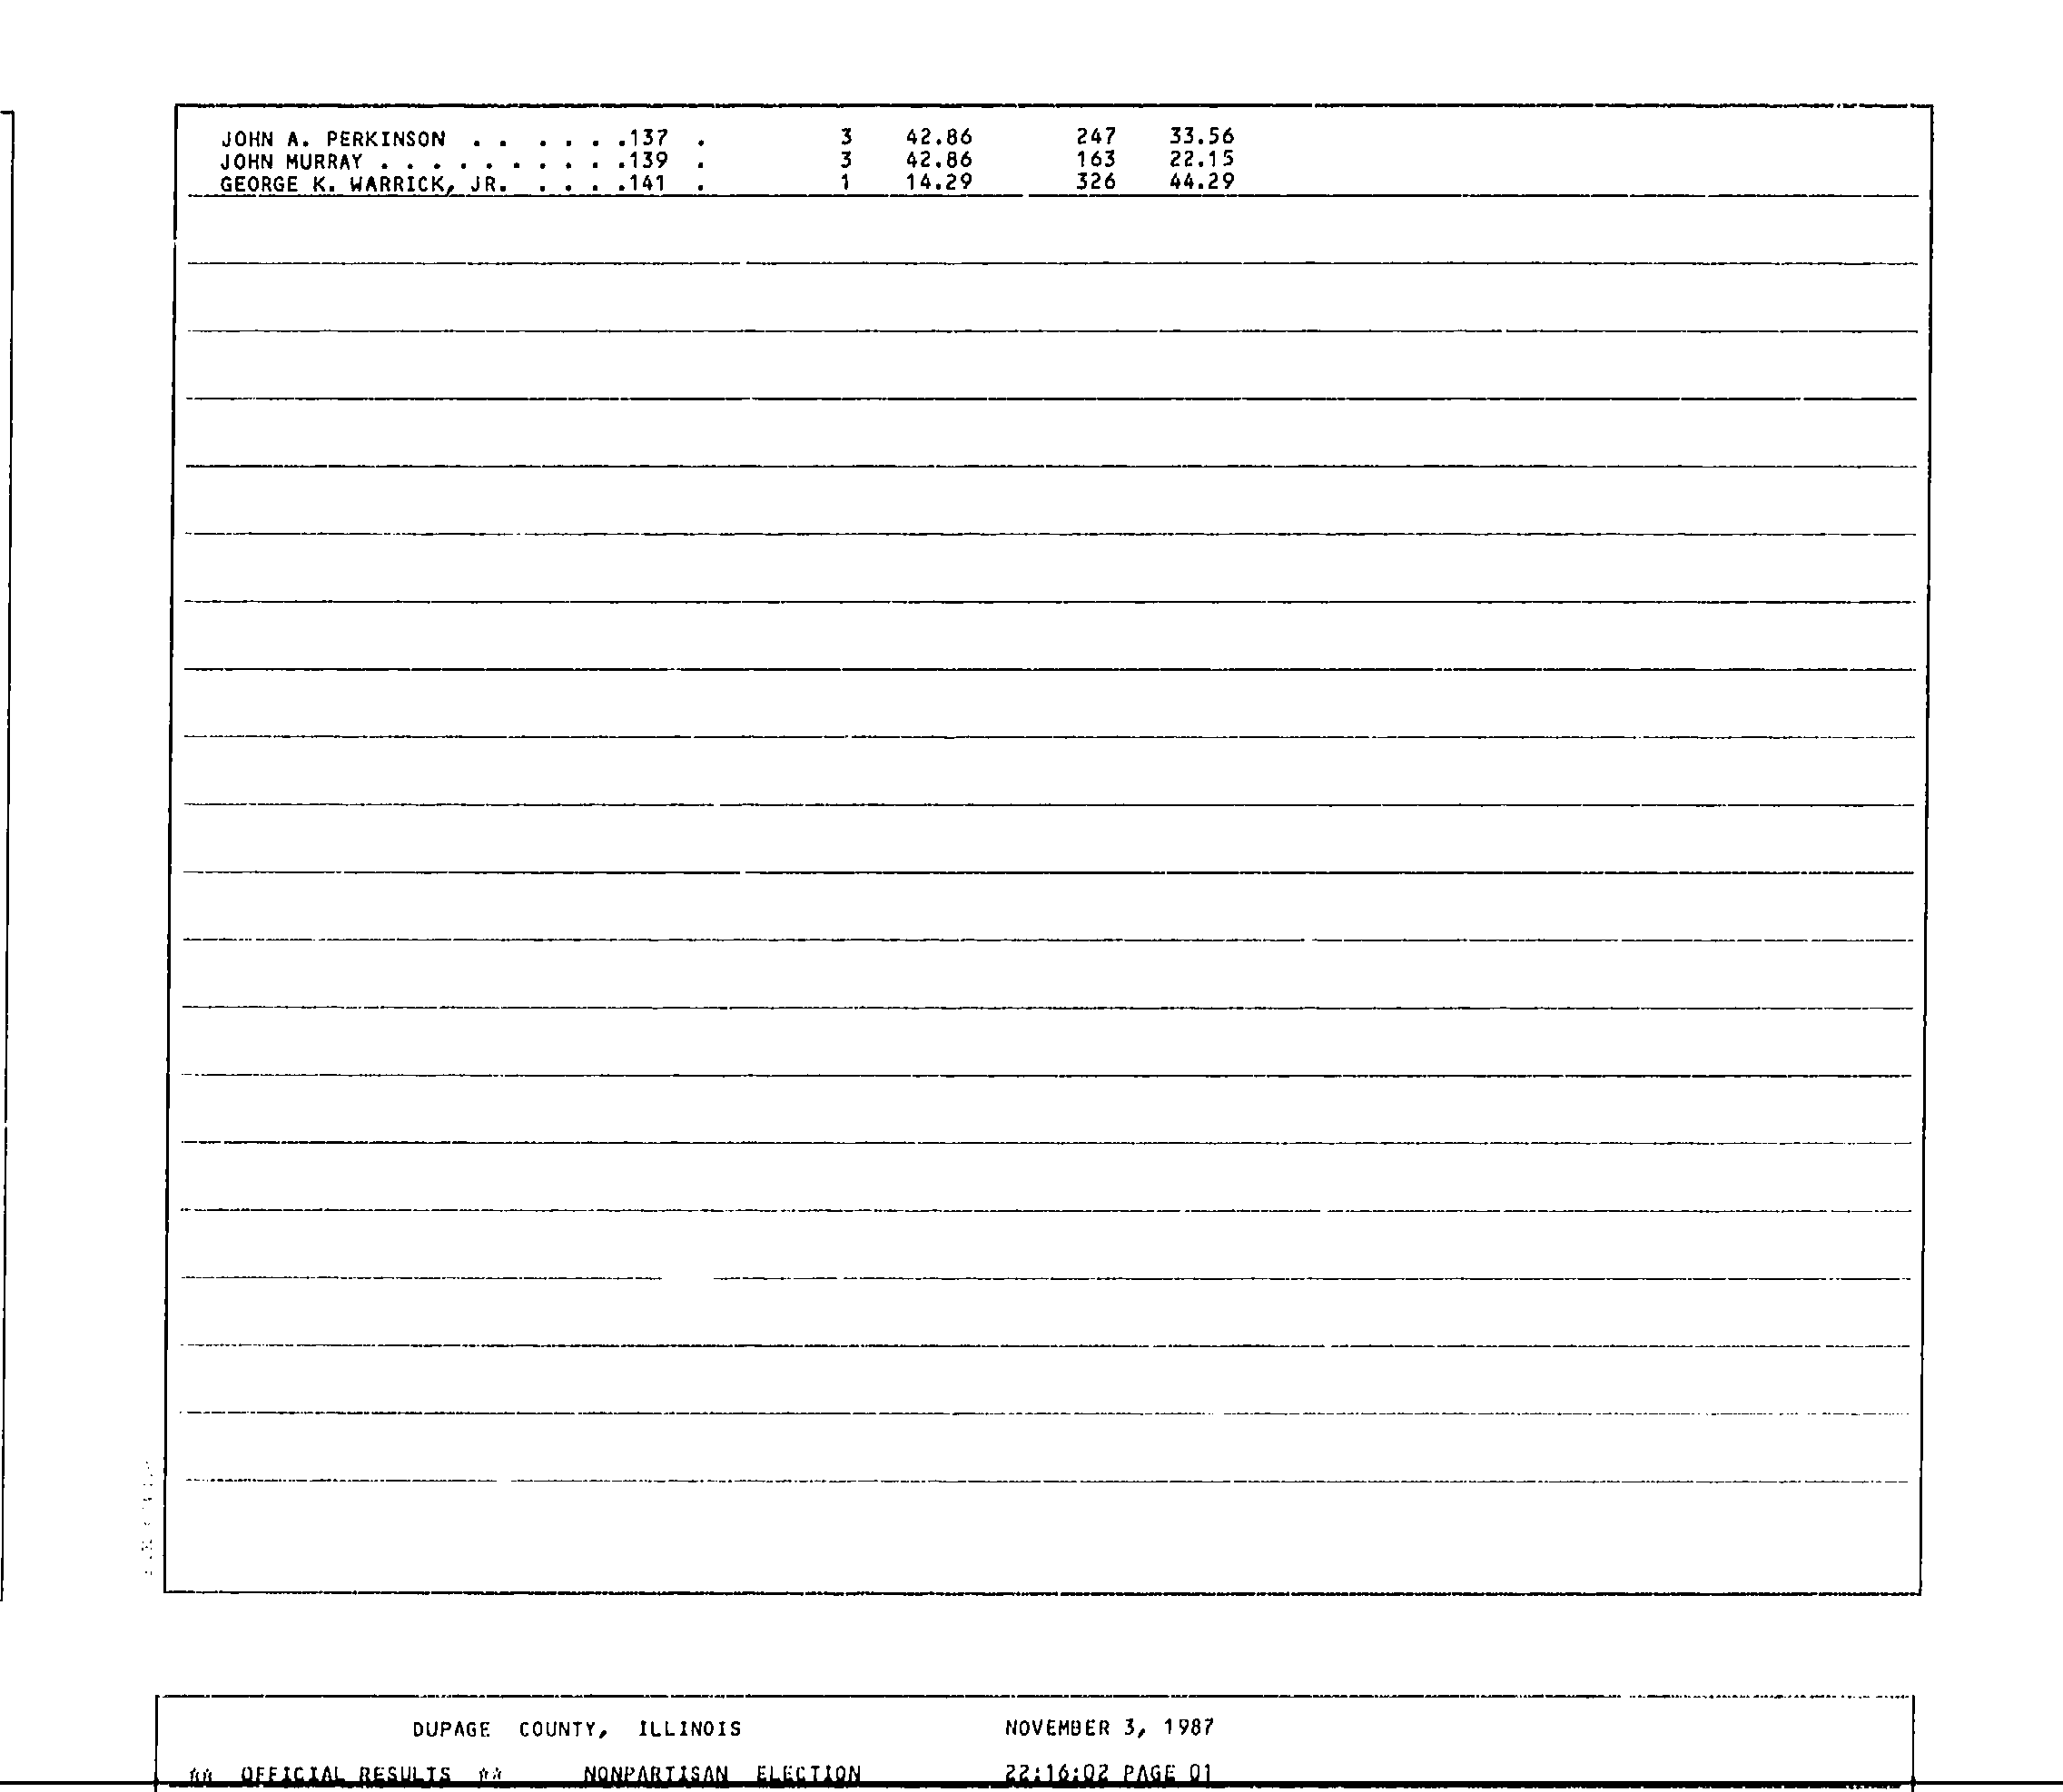 JOHN A. PERKINSON . . . . . .137 . 3 42.86 247 33.56
JOHN MURRAY . . . . . . . . . .139 . 3 42.86 163 22.15
GEORGE K. WARRICK, JR. . . . .141 . 1 14.29 326 44.29
DUPAGE COUNTY, ILLINOIS NOVEMBER 3, 1987
** OFFICIAL RESULTS ** NONPARTISAN ELECTION 22:16:02 PAGE 01